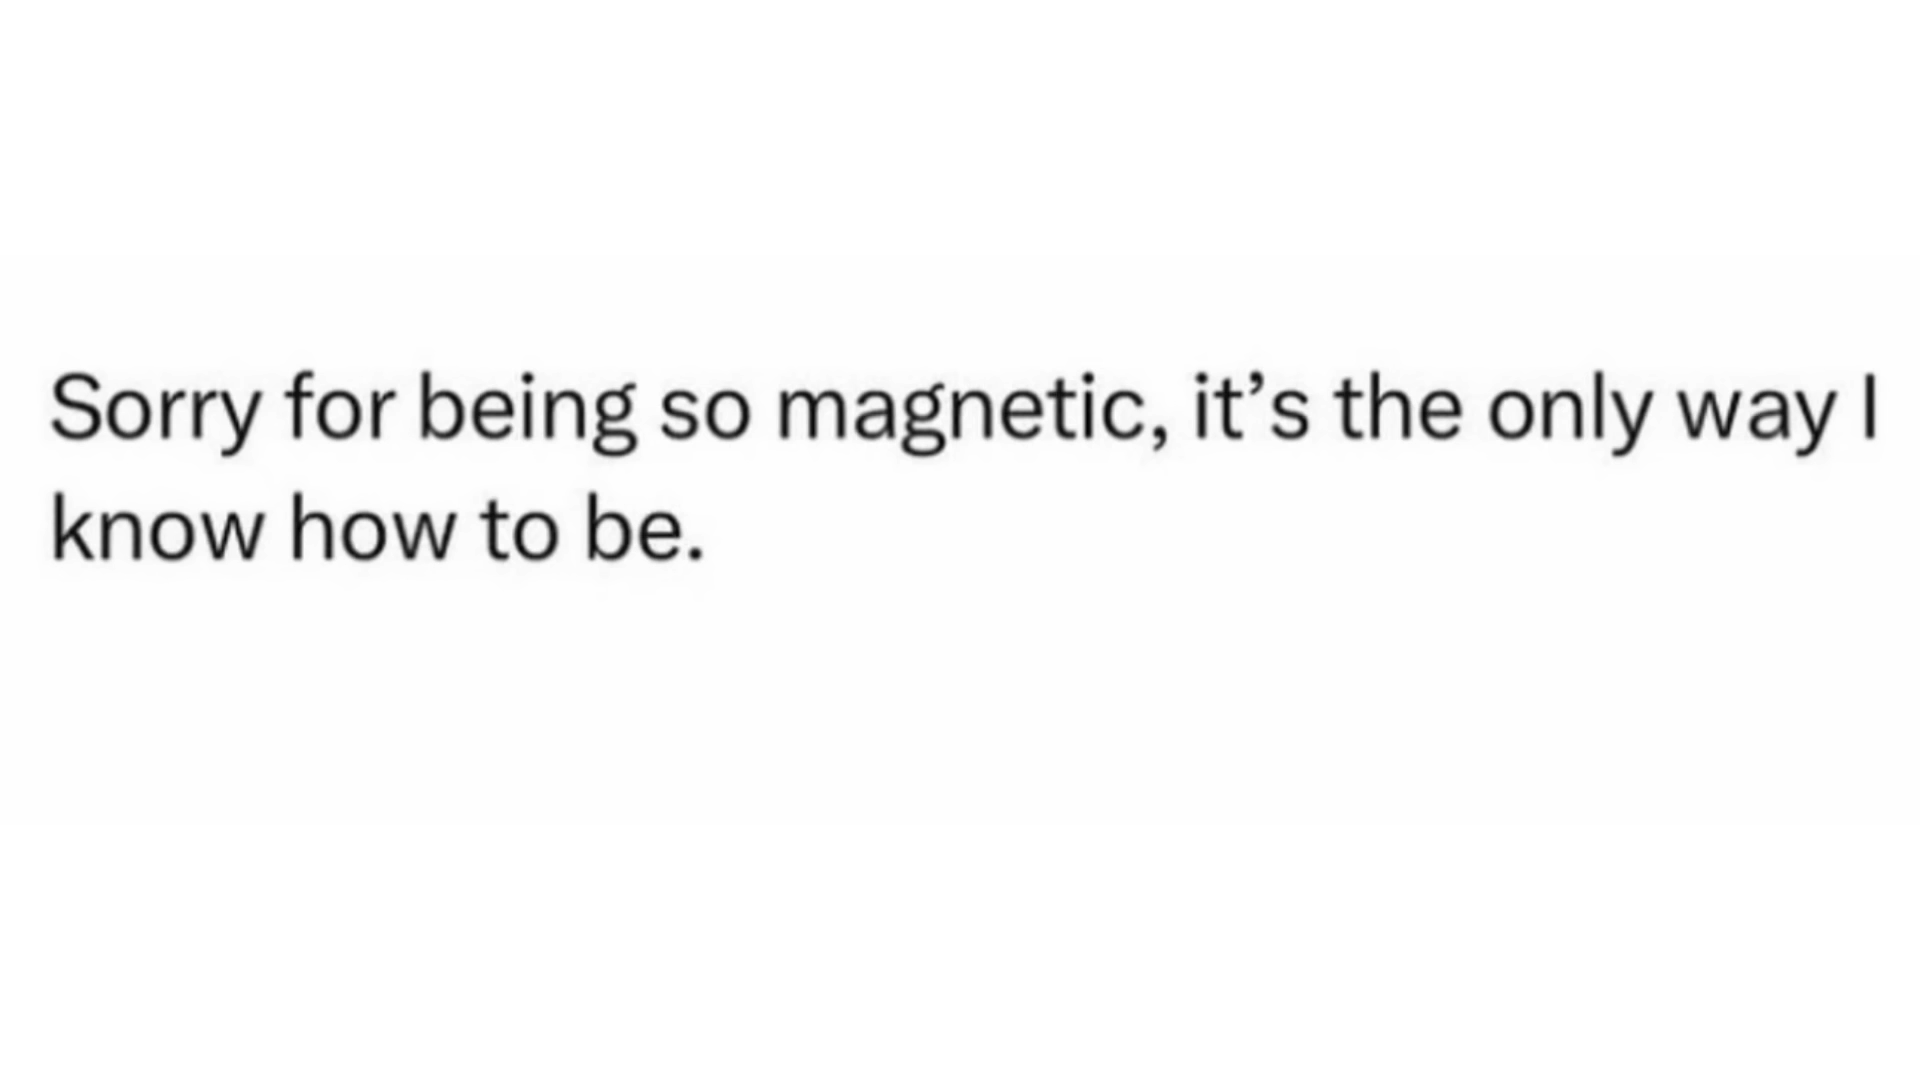 Sorry for being so magnetic, it’s the only way I
know how to be.